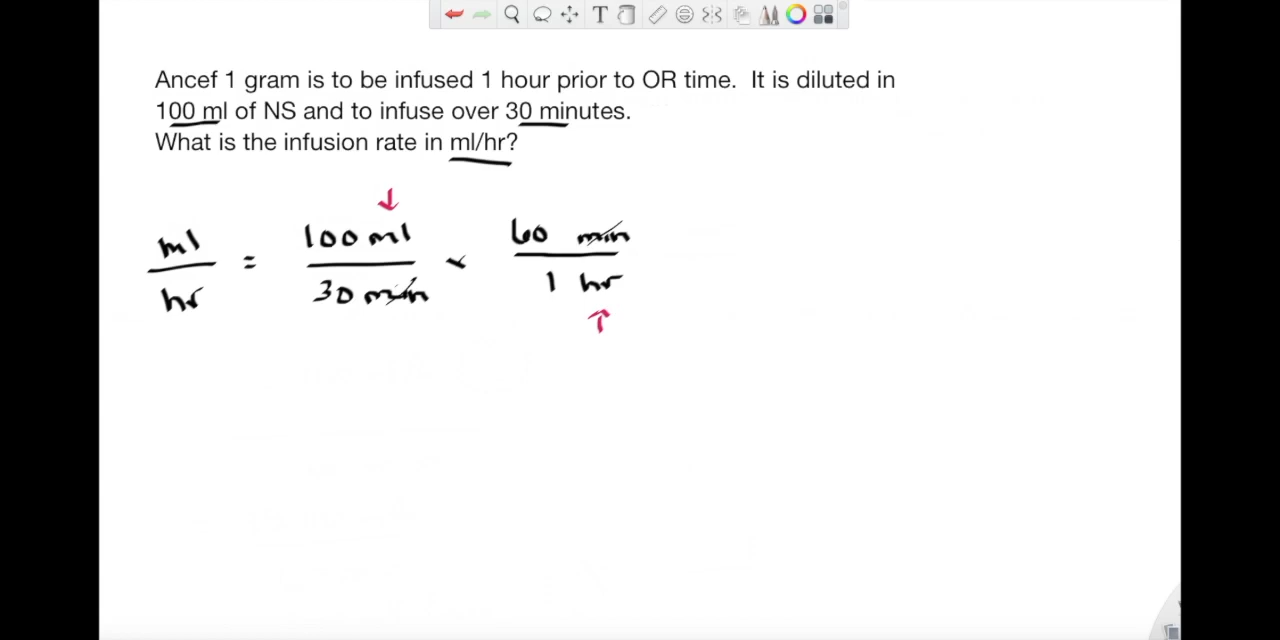 Ancef 1 gram is to be infused 1 hour prior to OR time. It is diluted in
100 ml of NS and to infuse over 30 minutes.
What is the infusion rate in ml/hr?
ml/hr = 100 ml/30 min × 60 min/1 hr